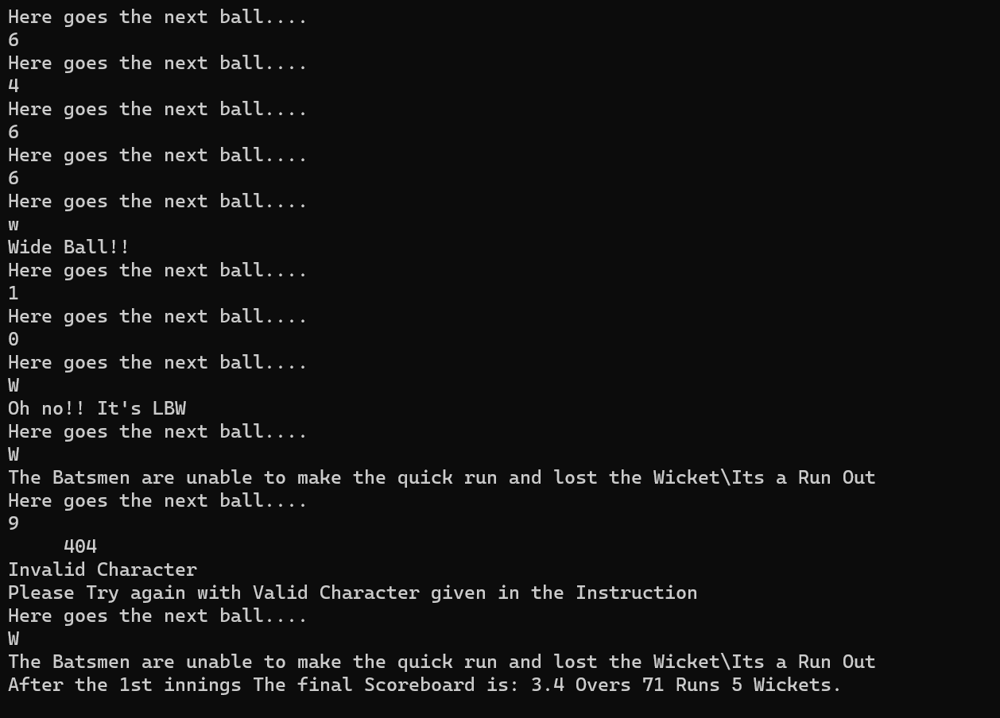 Here goes the next ball....
6
Here goes the next ball....
4
Here goes the next ball....
6
Here goes the next ball....
6
Here goes the next ball....
w
Wide Ball!!
Here goes the next ball....
1
Here goes the next ball....
0
Here goes the next ball....
W
Oh no!! It's LBW
Here goes the next ball....
W
The Batsmen are unable to make the quick run and lost the Wicket\Its a Run Out
Here goes the next ball....
9
404
Invalid Character
Please Try again with Valid Character given in the Instruction
Here goes the next ball....
W
The Batsmen are unable to make the quick run and lost the Wicket\Its a Run Out
After the 1st innings The final Scoreboard is: 3.4 Overs 71 Runs 5 Wickets.